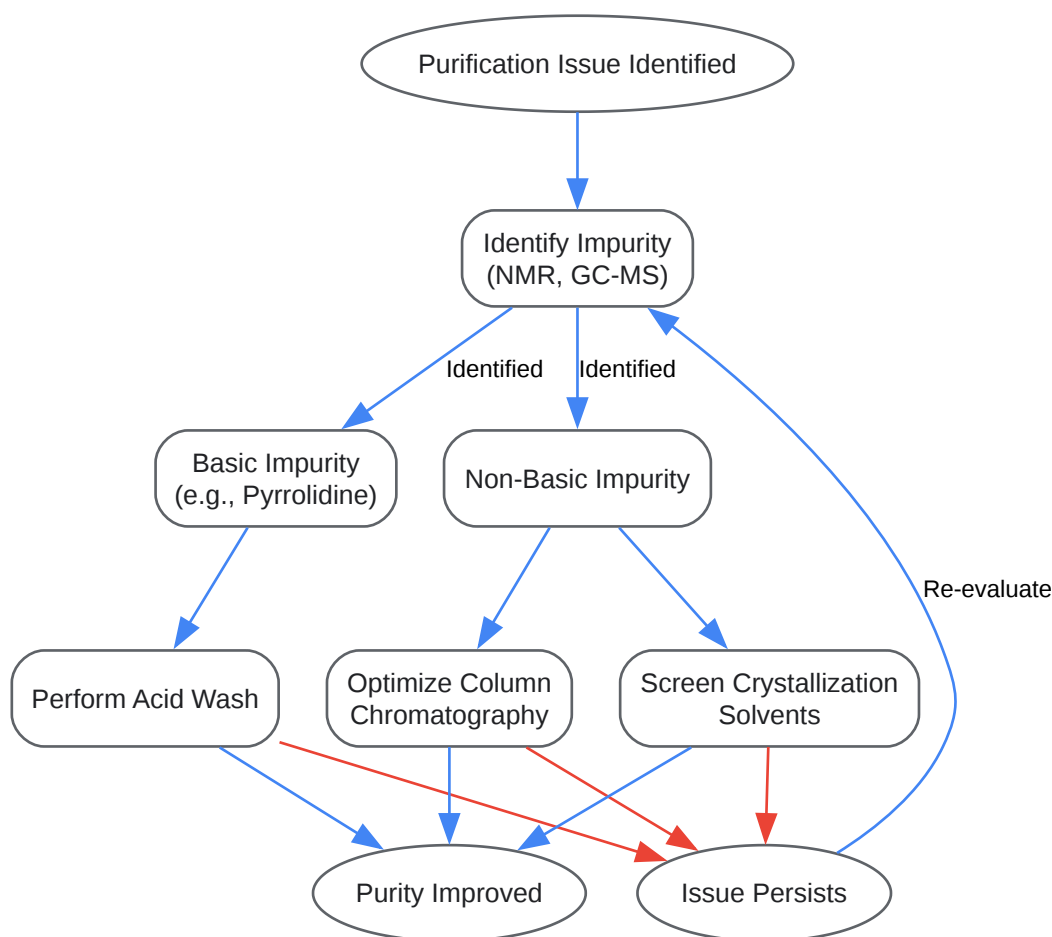 Purification Issue Identified
Identify Impurity
(NMR, GC-MS)
Identified
Identified
Basic Impurity
(e.g., Pyrrolidine)
Non-Basic Impurity
Re-evaluate
Perform Acid Wash
Optimize Column
Chromatography
Screen Crystallization
Solvents
Purity Improved
Issue Persists